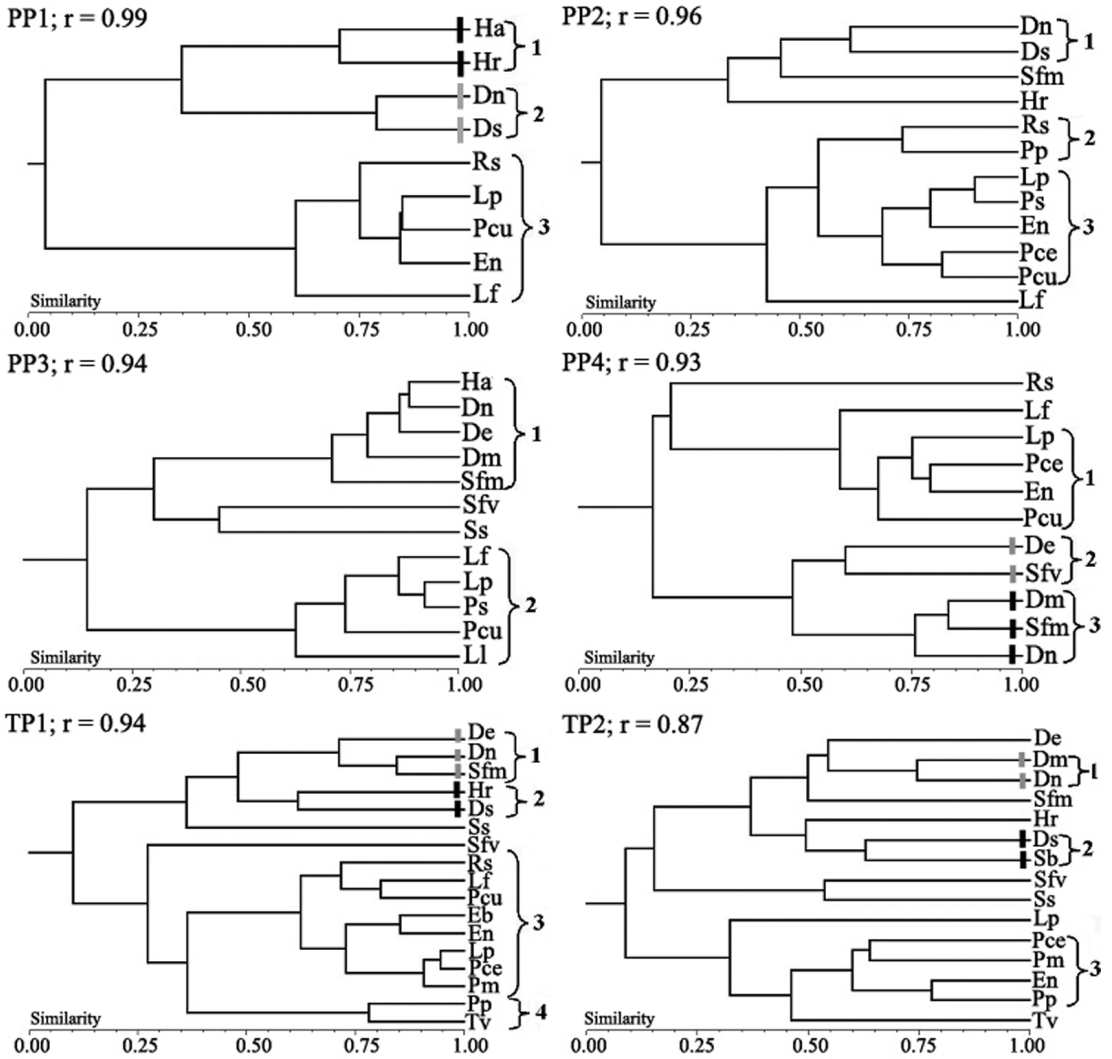 PP1; r = 0.99
Ha
Hr
1
Dn
Ds
2
Rs
Lp
Pcu
En
Lf
3
Similarity
0.00 0.25 0.50 0.75 1.00
PP2; r = 0.96
Dn
Ds
1
Sfm
Hr
Rs
Pp
2
Lp
Ps
En
Pce
Pcu
3
Lf
Similarity
0.00 0.25 0.50 0.75 1.00
PP3; r = 0.94
Ha
Dn
De
Dm
Sfm
1
Sfv
Ss
Lf
Lp
Ps
Pcu
Ll
2
Similarity
0.00 0.25 0.50 0.75 1.00
PP4; r = 0.93
Rs
Lf
Lp
Pce
En
Pcu
1
De
Sfv
2
Dm
Sfm
Dn
3
Similarity
0.00 0.25 0.50 0.75 1.00
TP1; r = 0.94
De
Dn
Sfm
1
Hr
Ds
2
Ss
Sfv
Rs
Lf
Pcu
Eb
En
Lp
Pce
Pm
3
Pp
Tv
4
Similarity
0.00 0.25 0.50 0.75 1.00
TP2; r = 0.87
De
Dm
Dn
1
Sfm
Hr
Ds
Sb
2
Sfv
Ss
Lp
Pce
Pm
En
Pp
3
Tv
Similarity
0.00 0.25 0.50 0.75 1.00